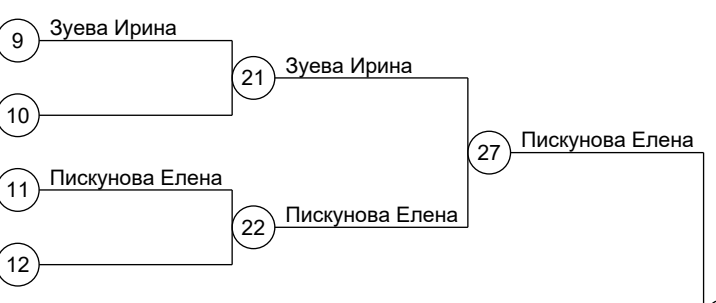 9 Зуева Ирина
21 Зуева Ирина
10
27 Пискунова Елена
11 Пискунова Елена
22 Пискунова Елена
12